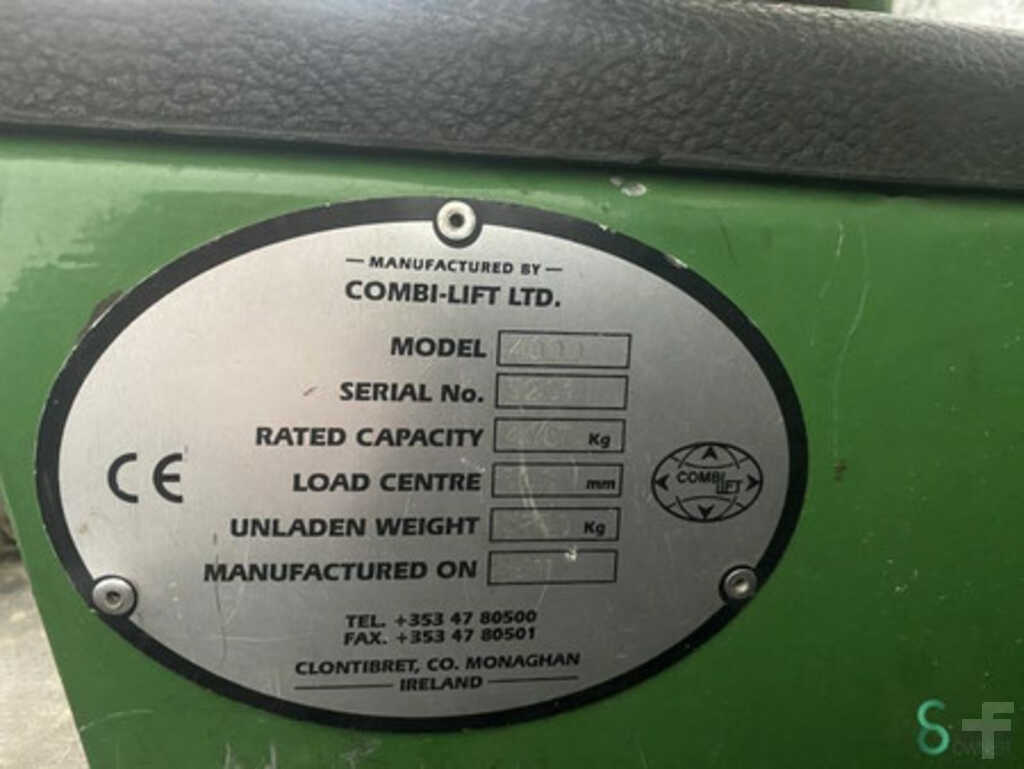 — MANUFACTURED BY —
COMBI-LIFT LTD.
MODEL
SERIAL No.
RATED CAPACITY Kg
LOAD CENTRE mm
UNLADEN WEIGHT Kg
MANUFACTURED ON
CE
COMBI LIFT
TEL. +353 47 80500
FAX. +353 47 80501
CLONTIBRET, CO. MONAGHAN
IRELAND